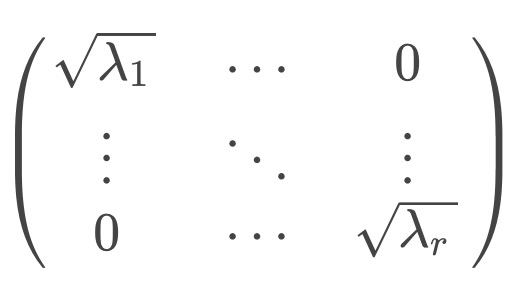 √λ₁ ⋯ 0
⋮ ⋱ ⋮
0 ⋯ √λᵣ